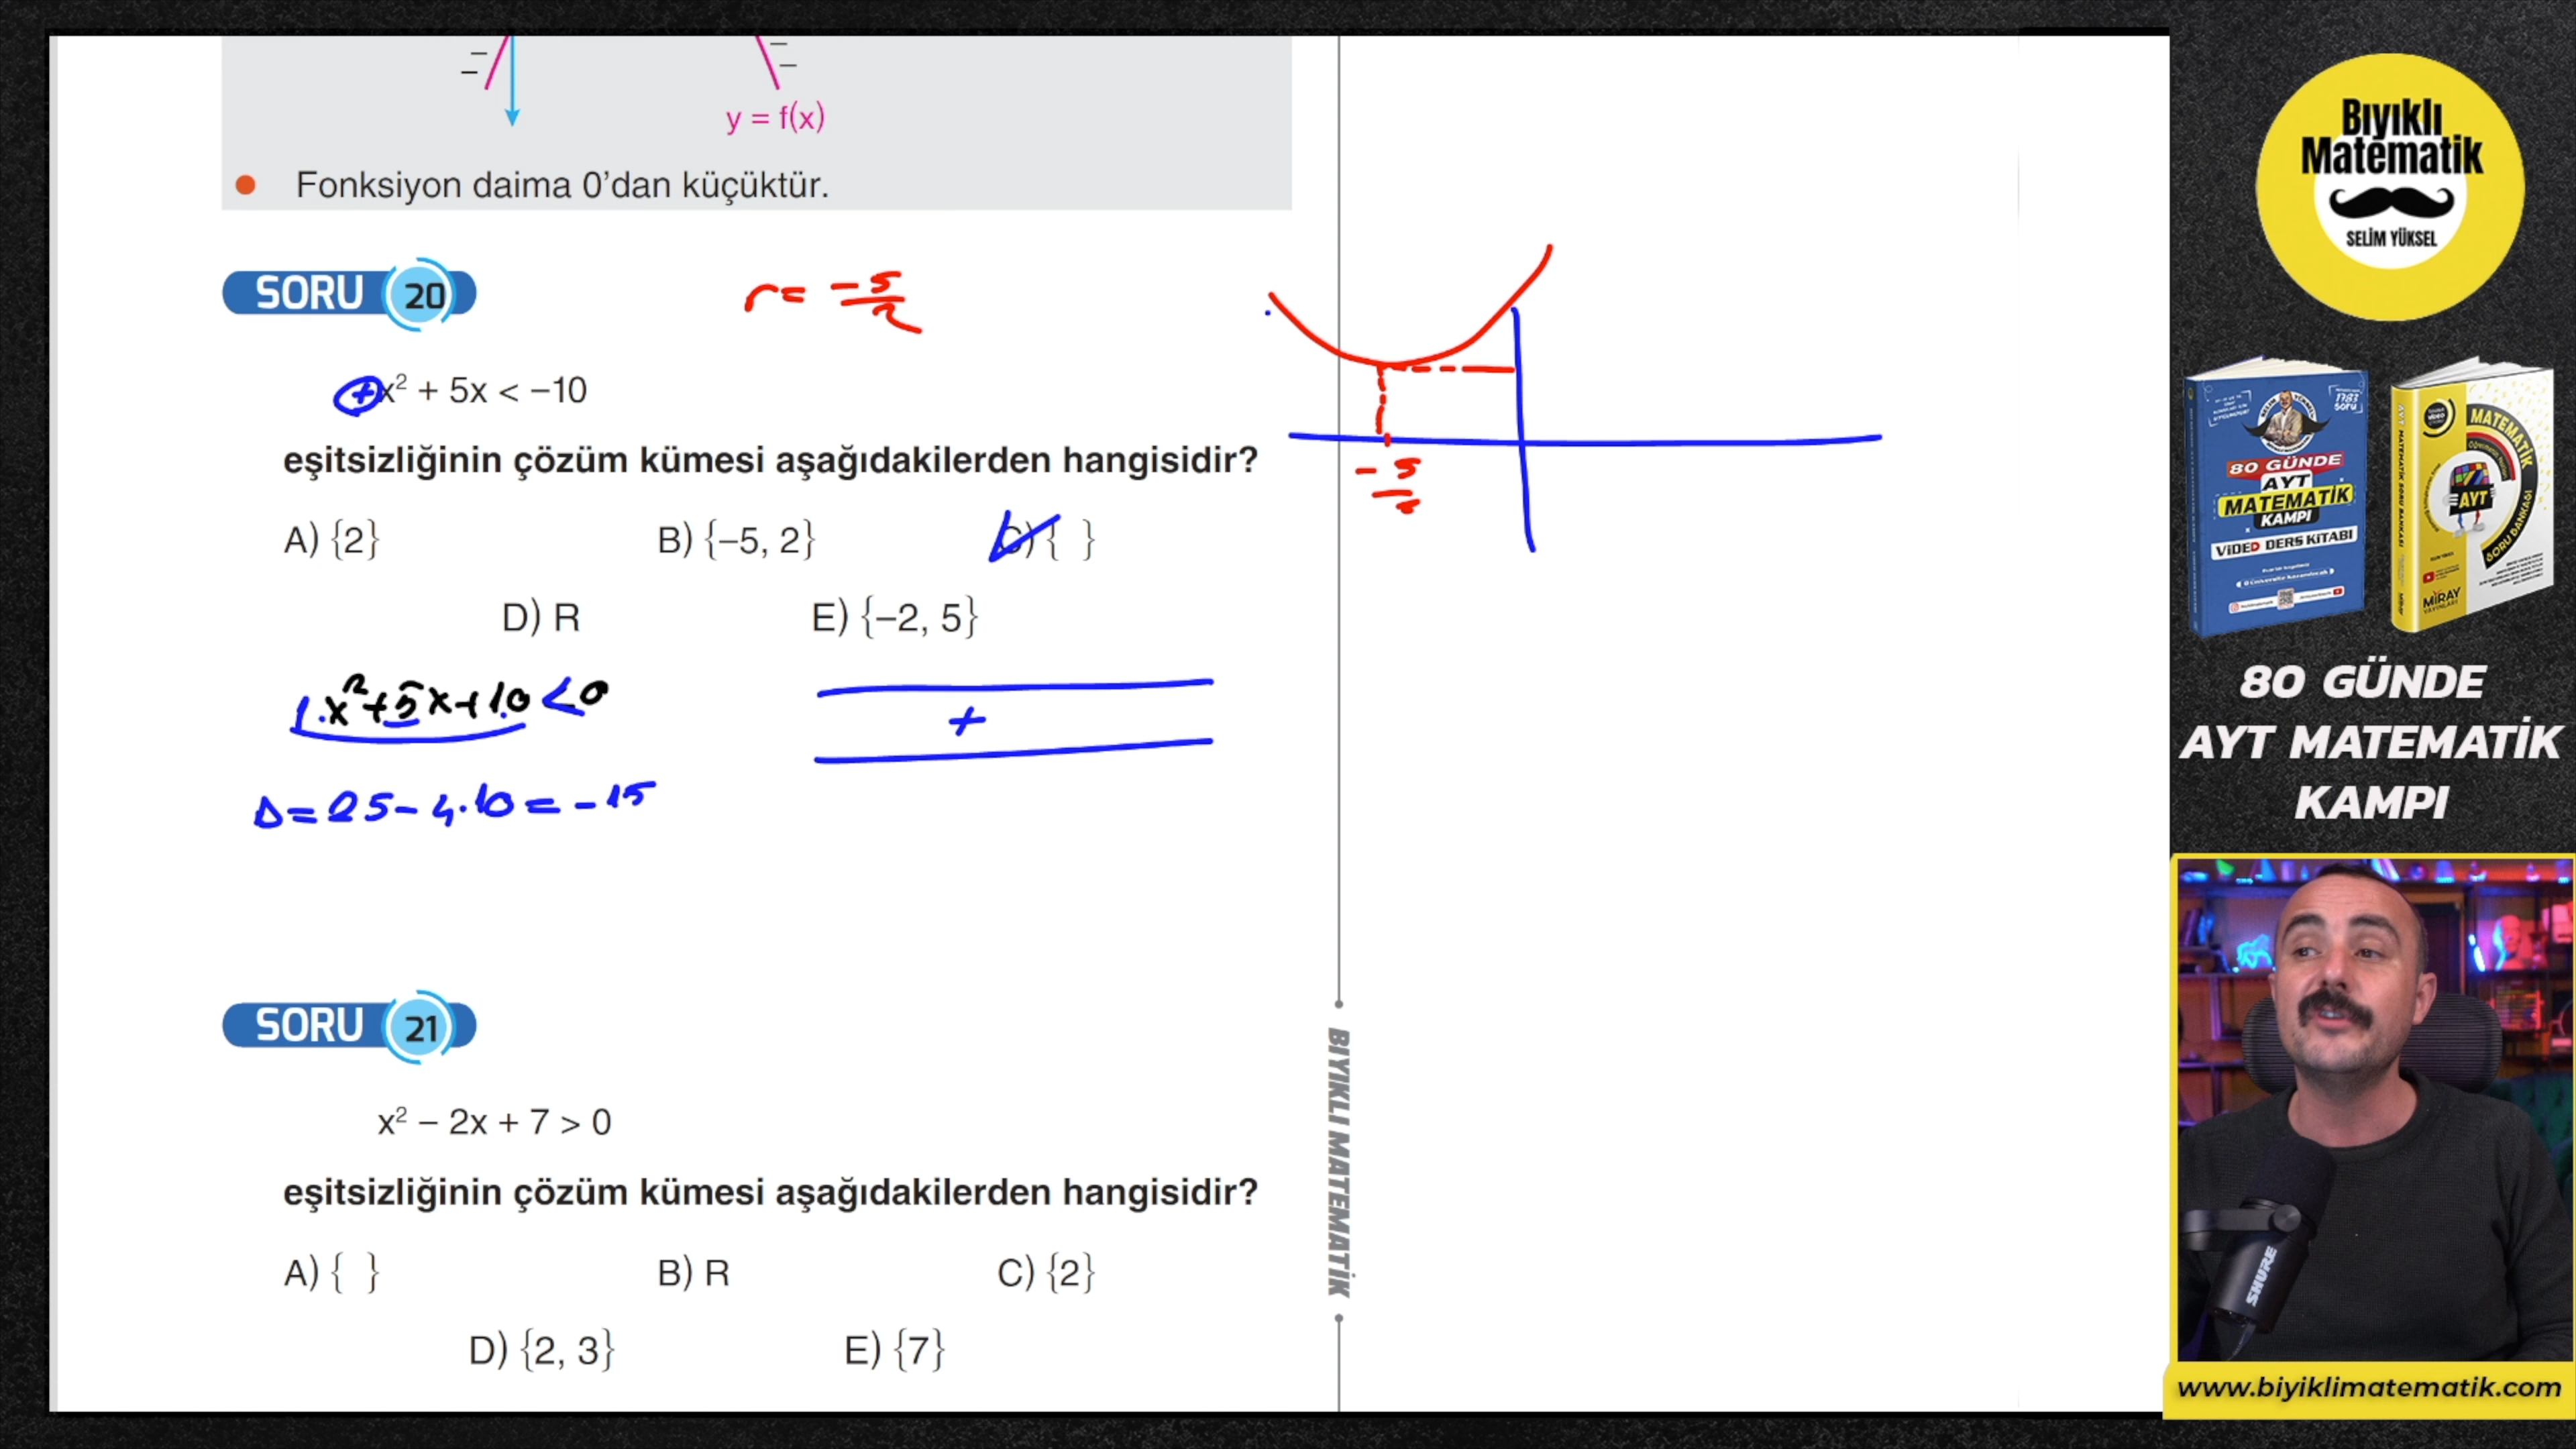 –
–
–
–
y = f(x)
Fonksiyon daima 0'dan küçüktür.
SORU 20
r = -5/2
+x² + 5x < –10
eşitsizliğinin çözüm kümesi aşağıdakilerden hangisidir?
A) {2} B) {–5, 2} C) { }
D) R E) {–2, 5}
1.x²+5x+10<0
+
Δ=25-4.10=-15
-5/2
SORU 21
x² – 2x + 7 > 0
eşitsizliğinin çözüm kümesi aşağıdakilerden hangisidir?
A) { } B) R C) {2}
D) {2, 3} E) {7}
BIYIKLI MATEMATİK
Bıyıklı
Matematik
SELİM YÜKSEL
80 GÜNDE
AYT
MATEMATİK
KAMPI
VİDEO DERS KİTABI
MATEMATİK
AYT
SORU BANKASI
MİRAY
YAYINLARI
80 GÜNDE
AYT MATEMATİK
KAMPI
SHURE
www.biyiklimatematik.com